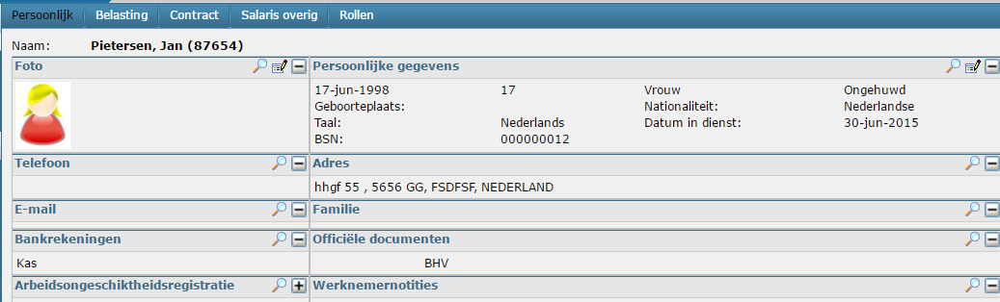 Persoonlijk Belasting Contract Salaris overig Rollen
Naam: Pietersen, Jan (87654)
Foto Persoonlijke gegevens
17-jun-1998 17 Vrouw Ongehuwd
Geboorteplaats: Nationaliteit: Nederlandse
Taal: Nederlands Datum in dienst: 30-jun-2015
BSN: 000000012
Telefoon Adres
hhgf 55 , 5656 GG, FSDFSF, NEDERLAND
E-mail Familie
Bankrekeningen Officiële documenten
Kas BHV
Arbeidsongeschiktheidsregistratie Werknemernotities